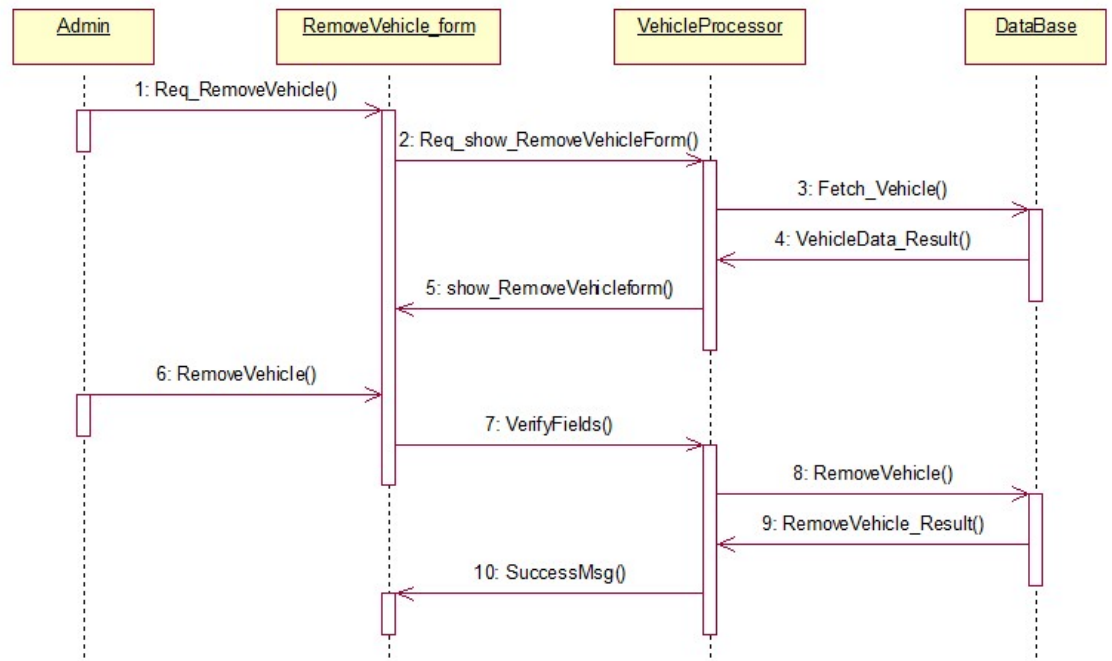 Admin
RemoveVehicle_form
VehicleProcessor
DataBase
1: Req_RemoveVehicle()
2: Req_show_RemoveVehicleForm()
3: Fetch_Vehicle()
4: VehicleData_Result()
5: show_RemoveVehicleform()
6: RemoveVehicle()
7: VerifyFields()
8: RemoveVehicle()
9: RemoveVehicle_Result()
10: SuccessMsg()